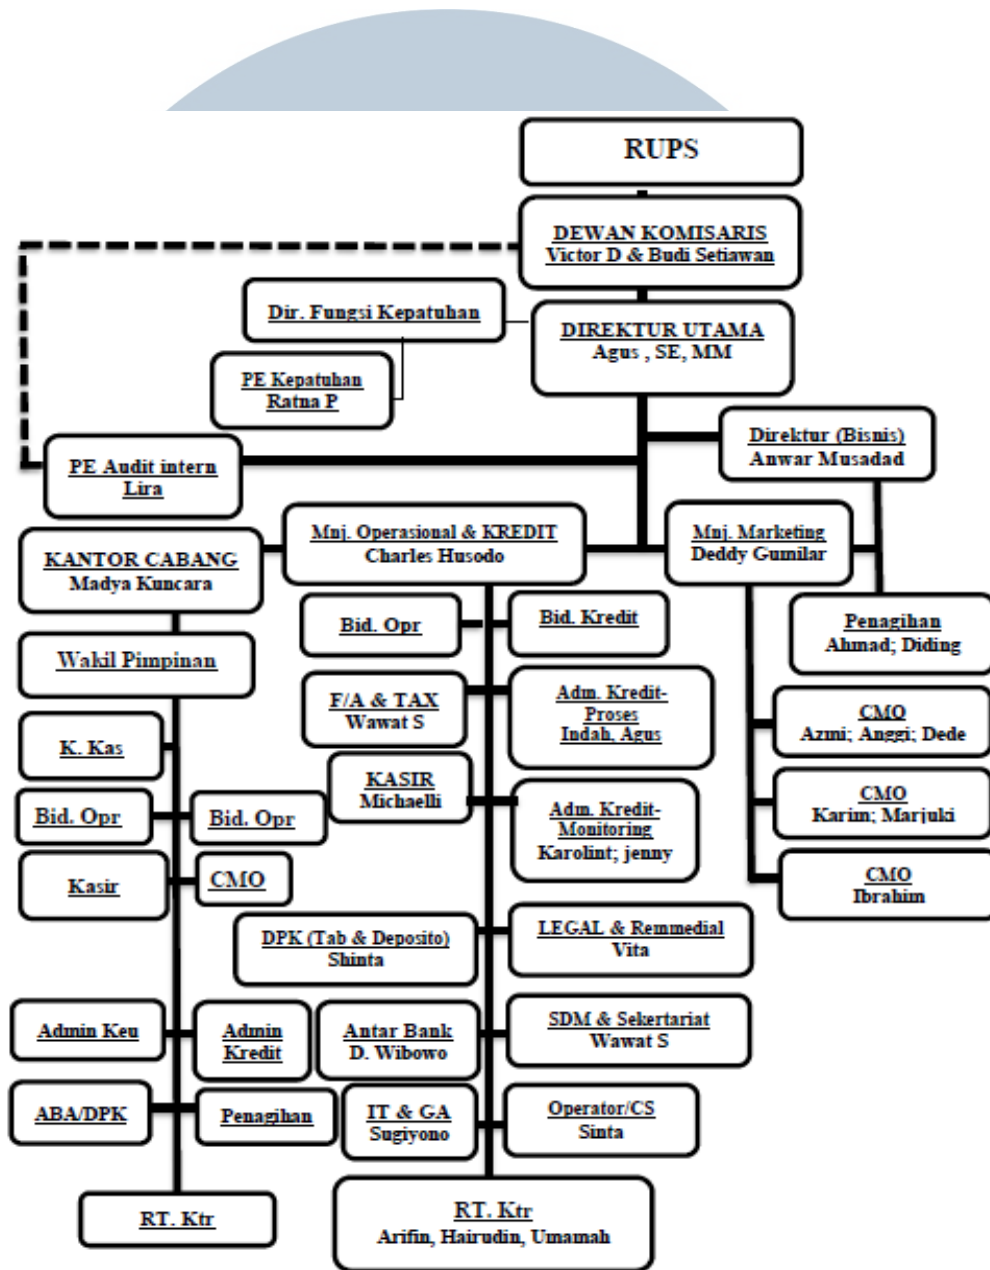 RUPS
DEWAN KOMISARIS
Victor D & Budi Setiawan
Dir. Fungsi Kepatuhan
DIREKTUR UTAMA
Agus , SE, MM
PE Kepatuhan
Ratna P
Direktur (Bisnis)
Anwar Musadad
PE Audit intern
Lira
Mnj. Operasional & KREDIT
Charles Husodo
Mnj. Marketing
Deddy Gumilar
KANTOR CABANG
Madya Kuncara
Bid. Opr
Bid. Kredit
Penagihan
Ahmad; Diding
Wakil Pimpinan
F/A & TAX
Wawat S
Adm. Kredit-
Proses
Indah, Agus
CMO
Azmi; Anggi; Dede
K. Kas
KASIR
Michaelli
Adm. Kredit-
Monitoring
Karolint; jenny
CMO
Karim; Marjuki
Bid. Opr
Bid. Opr
Kasir
CMO
CMO
Ibrahim
DPK (Tab & Deposito)
Shinta
LEGAL & Remmedial
Vita
Admin Keu
Admin
Kredit
Antar Bank
D. Wibowo
SDM & Sekertariat
Wawat S
ABA/DPK
Penagihan
IT & GA
Sugiyono
Operator/CS
Sinta
RT. Ktr
RT. Ktr
Arifin, Hairudin, Umamah